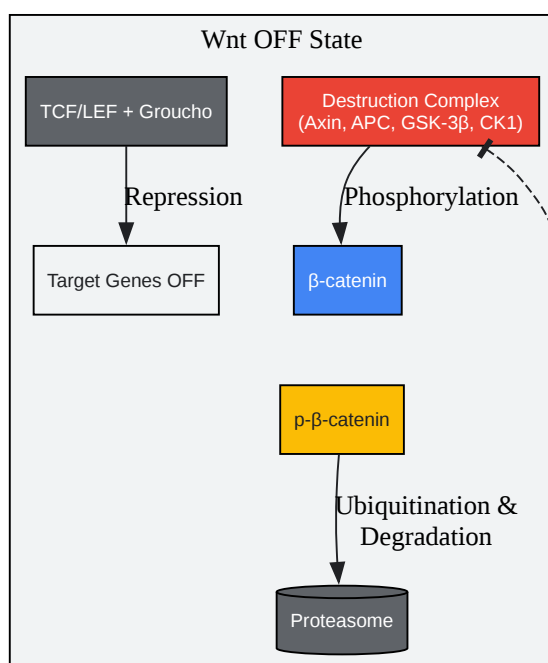 Wnt OFF State
TCF/LEF + Groucho
Destruction Complex
(Axin, APC, GSK-3β, CK1)
Repression
Phosphorylation
Target Genes OFF
β-catenin
p-β-catenin
Ubiquitination &
Degradation
Proteasome